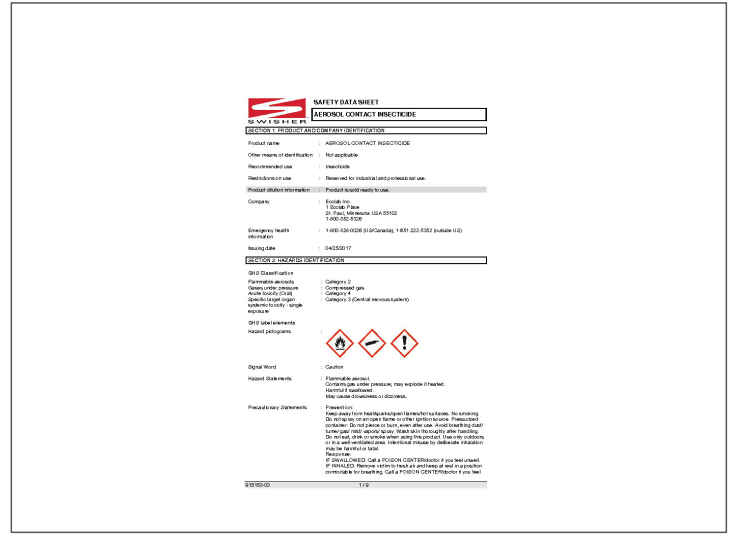 SAFETY DATA SHEET
AEROSOL CONTACT INSECTICIDE
SWISHER
SECTION 1. PRODUCT AND COMPANY IDENTIFICATION
Product name : AEROSOL CONTACT INSECTICIDE
Other means of identification : Not applicable
Recommended use : Insecticide
Restrictions on use : Reserved for industrial and professional use.
Product dilution information : Product is sold ready to use.
Company : Ecolab Inc.
1 Ecolab Place
St. Paul, Minnesota USA 55102
1-800-352-5326
Emergency health information : 1-800-328-0026 (US/Canada), 1-651-222-5352 (outside US)
Issuing date : 04/25/2017
SECTION 2. HAZARDS IDENTIFICATION
GHS Classification
Flammable aerosols : Category 2
Gases under pressure : Compressed gas
Acute toxicity (Oral) : Category 4
Specific target organ systemic toxicity - single exposure : Category 3 (Central nervous system)
GHS label elements
Hazard pictograms :
Signal Word : Caution
Hazard Statements : Flammable aerosol.
Contains gas under pressure; may explode if heated.
Harmful if swallowed.
May cause drowsiness or dizziness.
Precautionary Statements : Prevention:
Keep away from heat/sparks/open flames/hot surfaces. No smoking.
Do not spray on an open flame or other ignition source. Pressurized
container: Do not pierce or burn, even after use. Avoid breathing dust/
fume/ gas/ mist/ vapors/ spray. Wash skin thoroughly after handling.
Do not eat, drink or smoke when using this product. Use only outdoors
or in a well-ventilated area. Intentional misuse by deliberate inhalation
may be harmful or fatal.
Response:
IF SWALLOWED: Call a POISON CENTER/doctor if you feel unwell.
IF INHALED: Remove victim to fresh air and keep at rest in a position
comfortable for breathing. Call a POISON CENTER/doctor if you feel
915150-03 1 / 9